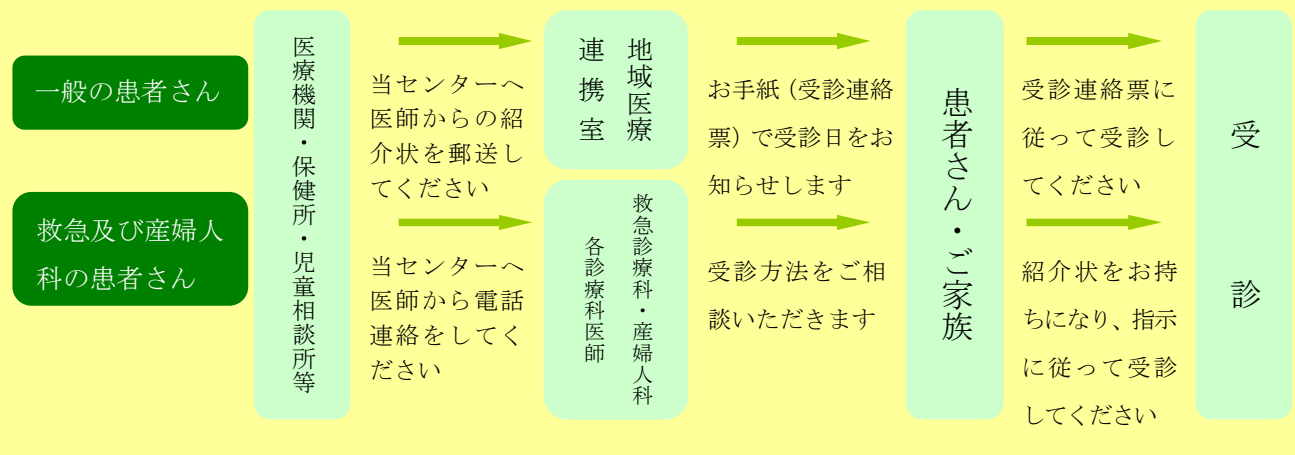 一般の患者さん
救急及び産婦人
科の患者さん
医療機関・保健所・児童相談所等
当センターへ
医師からの紹
介状を郵送し
てください
当センターへ
医師から電話
連絡をしてく
ださい
地域医療
連携室
救急診療科・産婦人科
各診療科医師
お手紙（受診連絡
票）で受診日をお
知らせします
受診方法をご相
談いただきます
患者さん・ご家族
受診連絡票に
従って受診し
てください
紹介状をお持
ちになり、指示
に従って受診
してください
受診